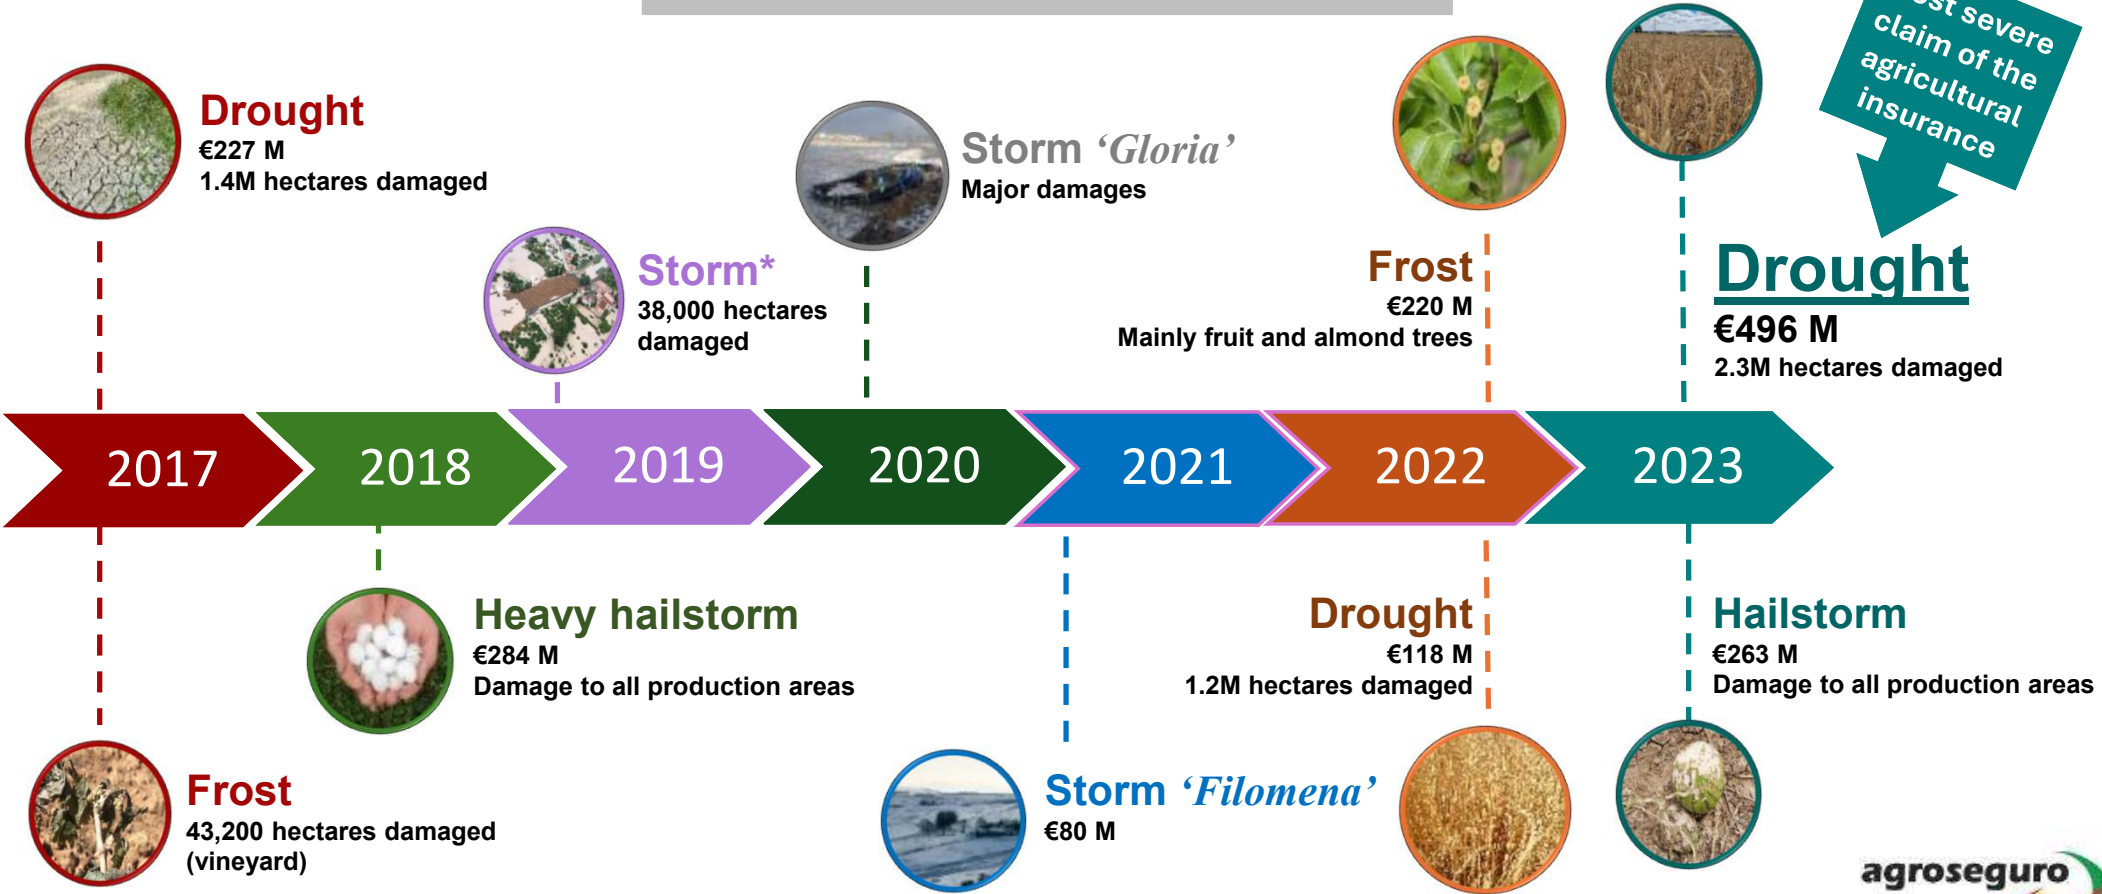 severe
claim of the
agricultural
insurance
Drought
€227 M
1.4M hectares damaged
Storm ‘Gloria’
Major damages
Storm*
38,000 hectares
damaged
Frost
€220 M
Mainly fruit and almond trees
Drought
€496 M
2.3M hectares damaged
2017
2018
2019
2020
2021
2022
2023
Heavy hailstorm
€284 M
Damage to all production areas
Drought
€118 M
1.2M hectares damaged
Hailstorm
€263 M
Damage to all production areas
Frost
43,200 hectares damaged
(vineyard)
Storm ‘Filomena’
€80 M
agroseguro